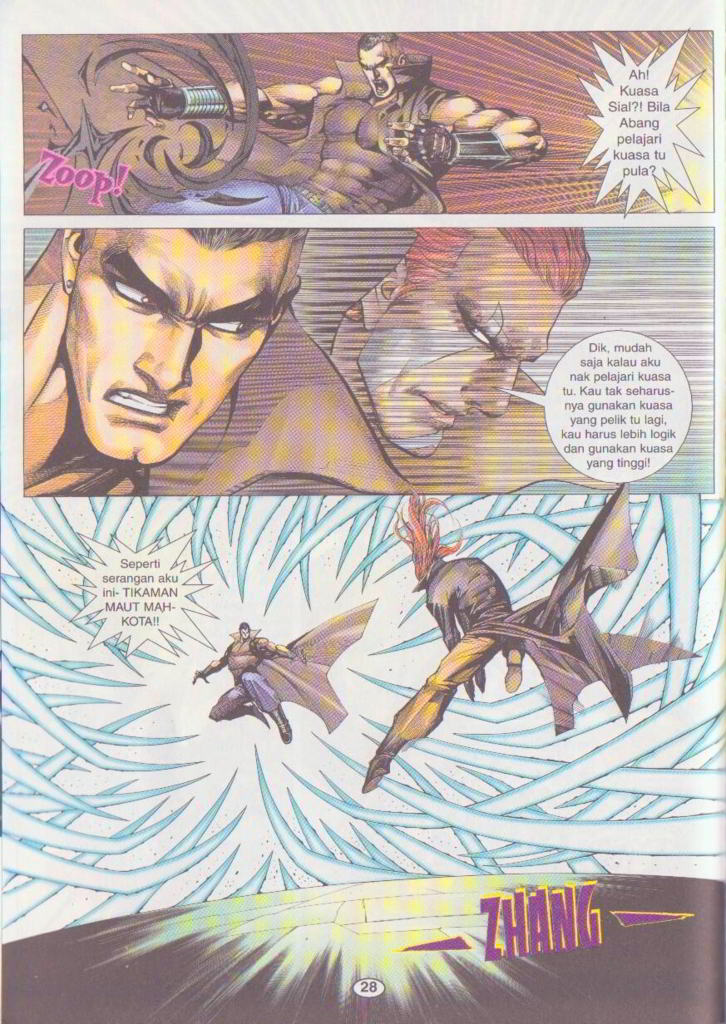 Ah!
Kuasa
Sial?! Bila
Abang
pelajari
kuasa tu
pula?
Zoop!
Dik, mudah
saja kalau aku
nak pelajari kuasa
tu. Kau tak seharus-
nya gunakan kuasa
yang pelik tu lagi,
kau harus lebih logik
dan gunakan kuasa
yang tinggi!
Seperti
serangan aku
ini- TIKAMAN
MAUT MAH-
KOTA!!
ZHANG
28